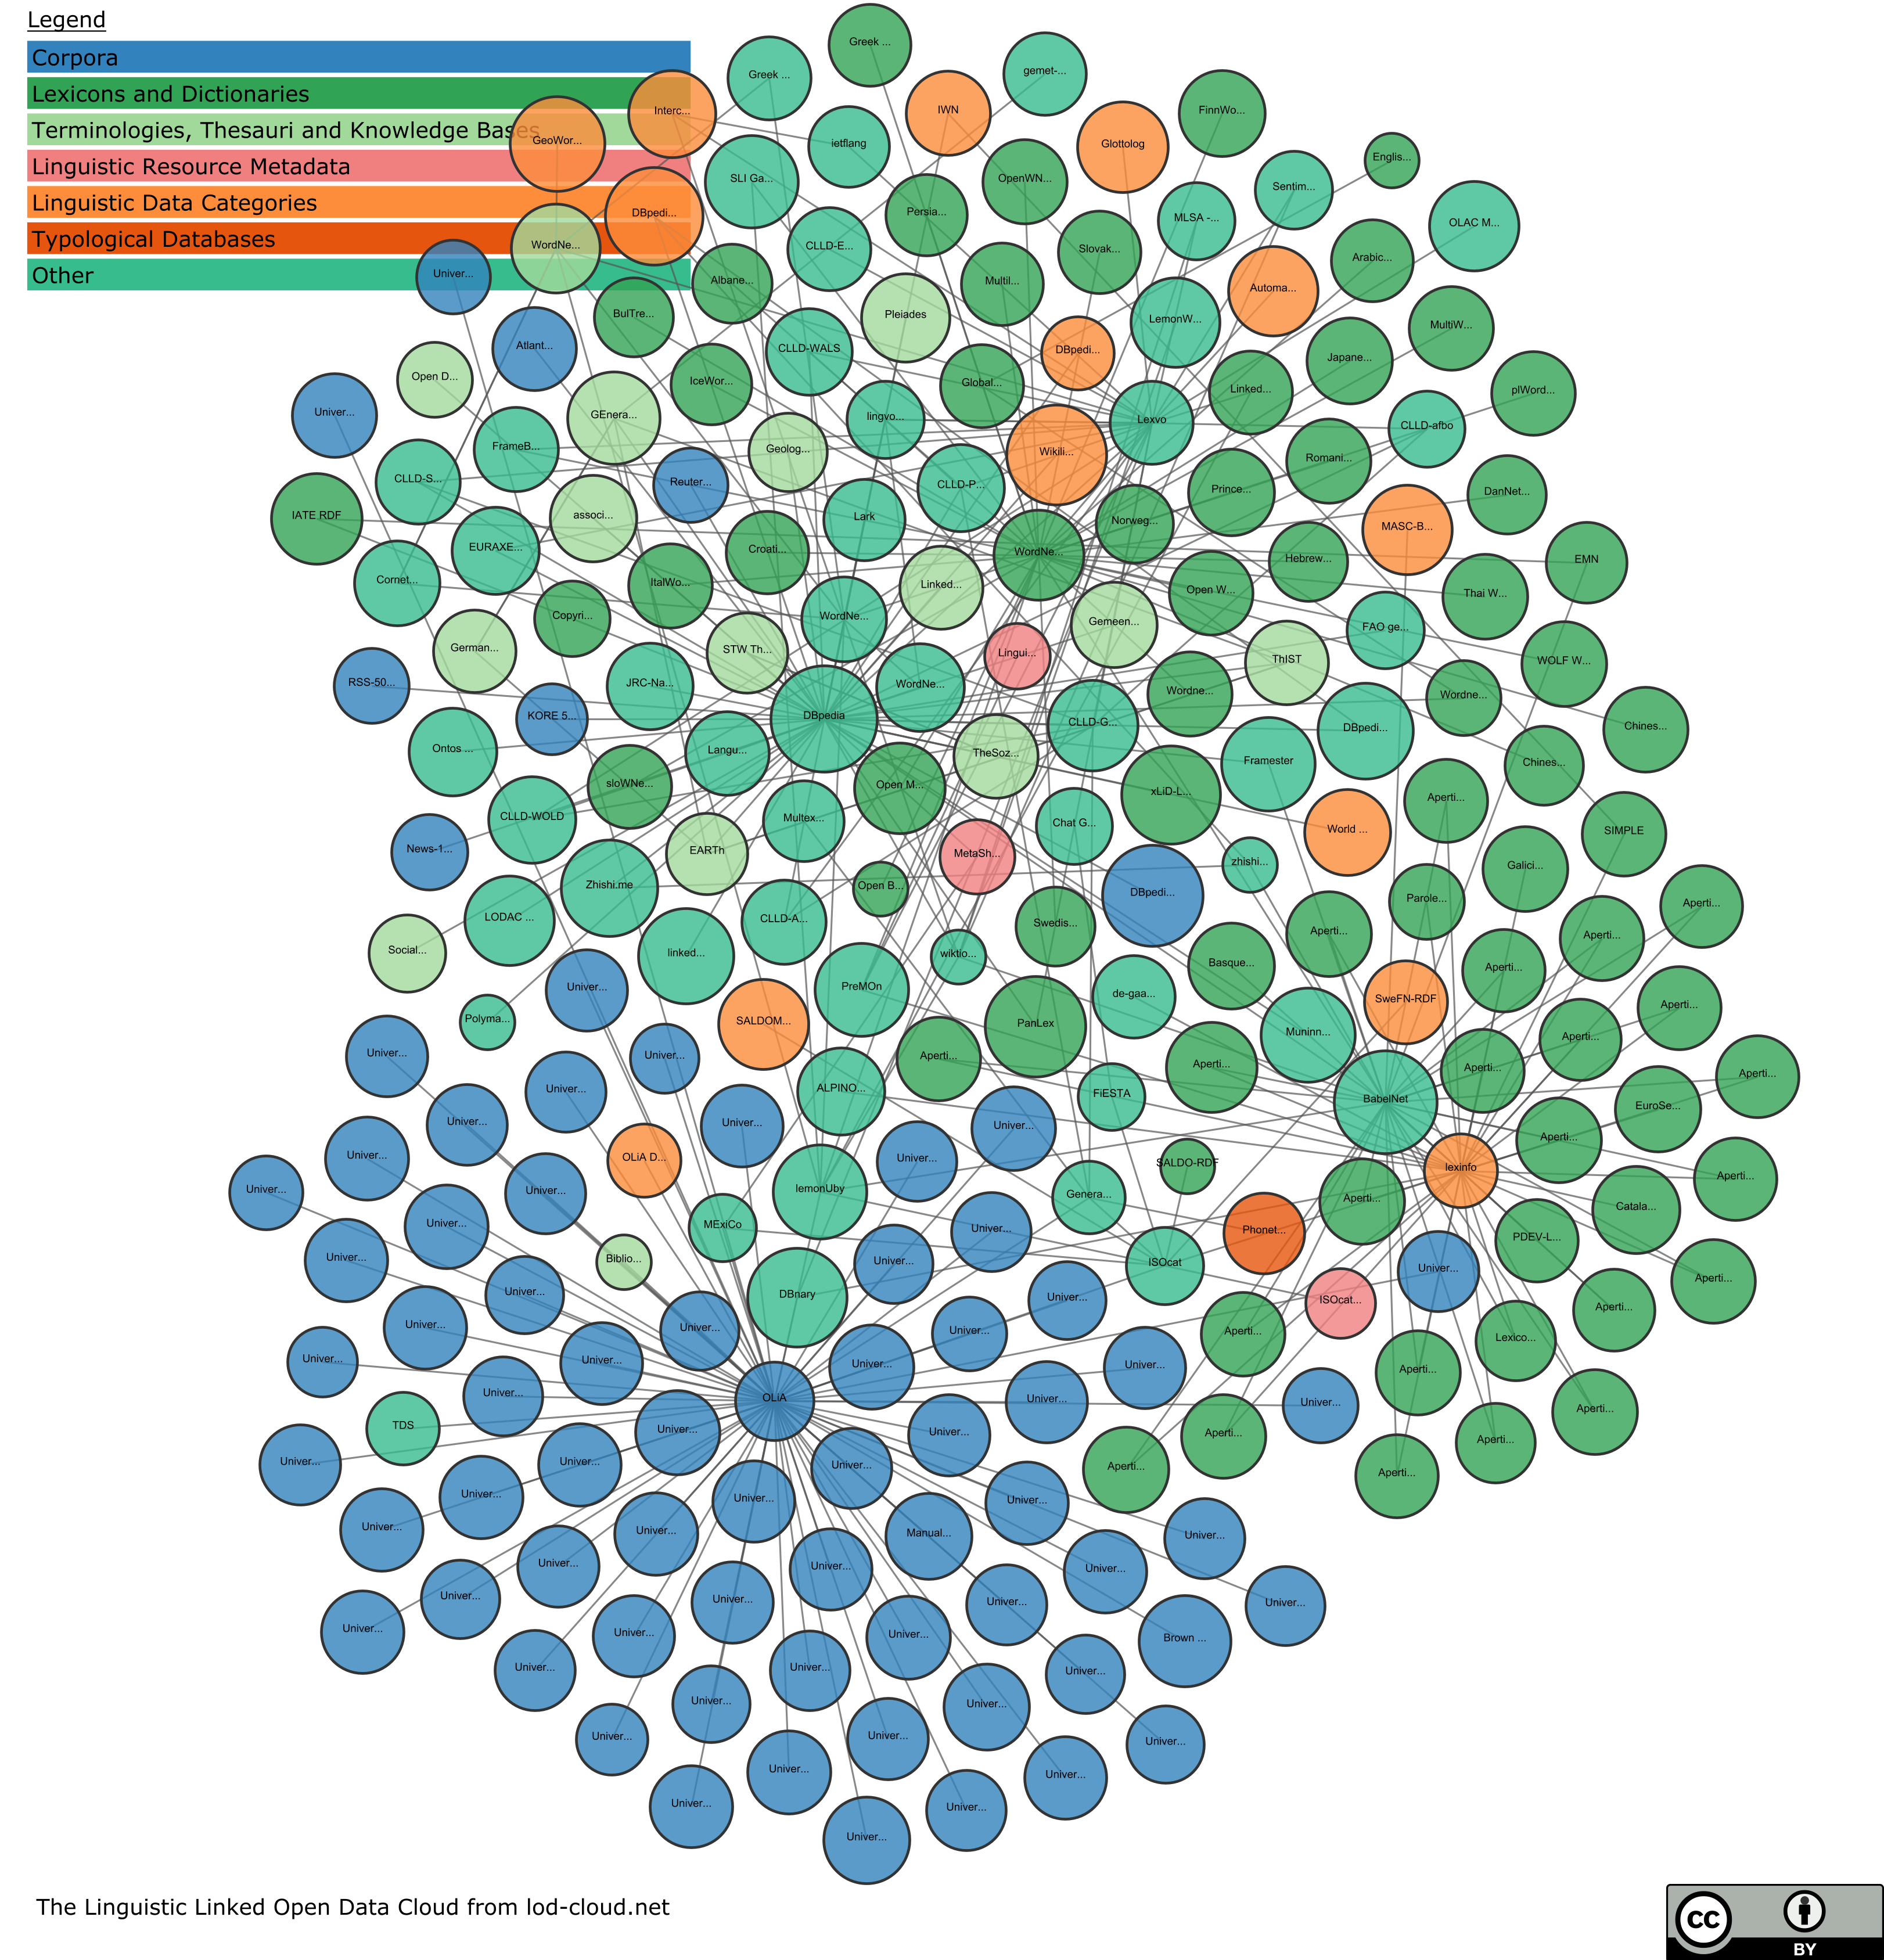 Legend
Corpora
Lexicons and Dictionaries
Terminologies, Thesauri and Knowledge Bases
Linguistic Resource Metadata
Linguistic Data Categories
Typological Databases
Other
Greek ...
Greek ...
gemet-...
Interc...
IWN
FinnWo...
GeoWor...
ietflang
Glottolog
Englis...
SLI Ga...
OpenWN...
Sentim...
DBpedi...
Persia...
MLSA -...
OLAC M...
WordNe...
CLLD-E...
Slovak...
Arabic...
Univer...
Albane...
Multil...
Automa...
BulTre...
Pleiades
LemonW...
MultiW...
Atlant...
CLLD-WALS
DBpedi...
Japane...
Open D...
IceWor...
Global...
Linked...
plWord...
Univer...
GEnera...
lingvo...
Lexvo
CLLD-afbo
FrameB...
Geolog...
Wikili...
Romani...
CLLD-S...
Reuter...
CLLD-P...
Prince...
DanNet...
IATE RDF
associ...
Lark
Norweg...
MASC-B...
EURAXE...
Croati...
WordNe...
Hebrew...
EMN
Cornet...
ItalWo...
Linked...
Open W...
Thai W...
Copyri...
WordNe...
Gemeen...
FAO ge...
German...
STW Th...
Lingui...
ThIST
WOLF W...
RSS-50...
JRC-Na...
WordNe...
Wordne...
Wordne...
KORE 5...
DBpedia
CLLD-G...
DBpedi...
Chines...
Ontos ...
Langu...
TheSoz...
Framester
Chines...
sloWNe...
Open M...
xLiD-L...
Aperti...
CLLD-WOLD
Multex...
Chat G...
World ...
SIMPLE
News-1...
EARTh
MetaSh...
zhishi...
Galici...
Zhishi.me
Open B...
DBpedi...
Parole...
Aperti...
LODAC ...
CLLD-A...
Swedis...
Aperti...
Aperti...
Social...
linked...
wiktio...
Basque...
Aperti...
Univer...
PreMOn
de-gaa...
SweFN-RDF
Aperti...
Polyma...
SALDOM...
PanLex
Muninn...
Aperti...
Univer...
Univer...
Aperti...
Aperti...
Aperti...
Aperti...
Univer...
ALPINO...
FiESTA
BabelNet
EuroSe...
Univer...
Univer...
Univer...
Aperti...
Univer...
OLiA D...
Univer...
SALDO-RDF
lexinfo
Aperti...
Univer...
Univer...
lemonUby
Genera...
Aperti...
Catala...
Univer...
MExiCo
Univer...
Phonet...
PDEV-L...
Univer...
Biblio...
Univer...
ISOcat
Univer...
Aperti...
Univer...
DBnary
Univer...
ISOcat...
Aperti...
Univer...
Univer...
Univer...
Aperti...
Lexico...
Univer...
Univer...
Univer...
Univer...
Aperti...
Univer...
OLiA
Univer...
Univer...
Aperti...
TDS
Univer...
Univer...
Aperti...
Aperti...
Univer...
Univer...
Univer...
Aperti...
Aperti...
Univer...
Univer...
Univer...
Univer...
Univer...
Manual...
Univer...
Univer...
Univer...
Univer...
Univer...
Univer...
Univer...
Univer...
Univer...
Univer...
Univer...
Brown ...
Univer...
Univer...
Univer...
Univer...
Univer...
Univer...
Univer...
Univer...
Univer...
Univer...
Univer...
Univer...
Univer...
The Linguistic Linked Open Data Cloud from lod-cloud.net
cc
BY